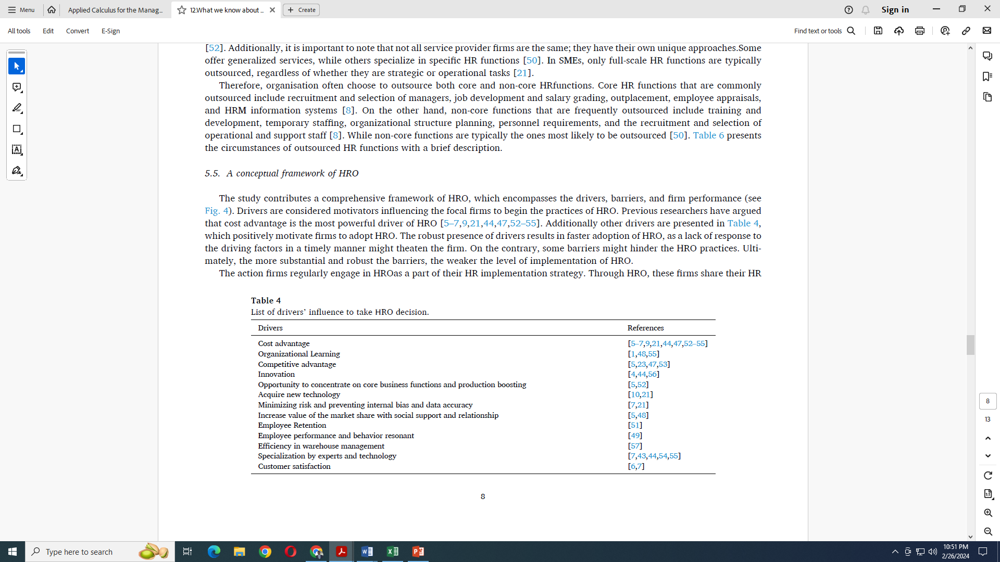 Menu
Applied Calculus for the Manag...
12.What we know about ...
Create
Sign in
All tools
Edit
Convert
E-Sign
Find text or tools
[52]. Additionally, it is important to note that not all service provider firms are the same; they have their own unique approaches.Some
offer generalized services, while others specialize in specific HR functions [50]. In SMEs, only full-scale HR functions are typically
outsourced, regardless of whether they are strategic or operational tasks [21].
Therefore, organisation often choose to outsource both core and non-core HRfunctions. Core HR functions that are commonly
outsourced include recruitment and selection of managers, job development and salary grading, outplacement, employee appraisals,
and HRM information systems [8]. On the other hand, non-core functions that are frequently outsourced include training and
development, temporary staffing, organizational structure planning, personnel requirements, and the recruitment and selection of
operational and support staff [8]. While non-core functions are typically the ones most likely to be outsourced [50]. Table 6 presents
the circumstances of outsourced HR functions with a brief description.
5.5. A conceptual framework of HRO
The study contributes a comprehensive framework of HRO, which encompasses the drivers, barriers, and firm performance (see
Fig. 4). Drivers are considered motivators influencing the focal firms to begin the practices of HRO. Previous researchers have argued
that cost advantage is the most powerful driver of HRO [5–7,9,21,44,47,52–55]. Additionally other drivers are presented in Table 4,
which positively motivate firms to adopt HRO. The robust presence of drivers results in faster adoption of HRO, as a lack of response to
the driving factors in a timely manner might theaten the firm. On the contrary, some barriers might hinder the HRO practices. Ulti-
mately, the more substantial and robust the barriers, the weaker the level of implementation of HRO.
The action firms regularly engage in HROas a part of their HR implementation strategy. Through HRO, these firms share their HR
Table 4
List of drivers' influence to take HRO decision.
Drivers References
Cost advantage [5–7,9,21,44,47,52–55]
Organizational Learning [1,48,55]
Competitive advantage [5,23,47,53]
Innovation [4,44,56]
Opportunity to concentrate on core business functions and production boosting [5,52]
Acquire new technology [10,21]
Minimizing risk and preventing internal bias and data accuracy [7,21]
Increase value of the market share with social support and relationship [5,48]
Employee Retention [51]
Employee performance and behavior resonant [49]
Efficiency in warehouse management [57]
Specialization by experts and technology [7,43,44,54,55]
Customer satisfaction [6,7]
8
8
13
Type here to search
10:51 PM
2/26/2024